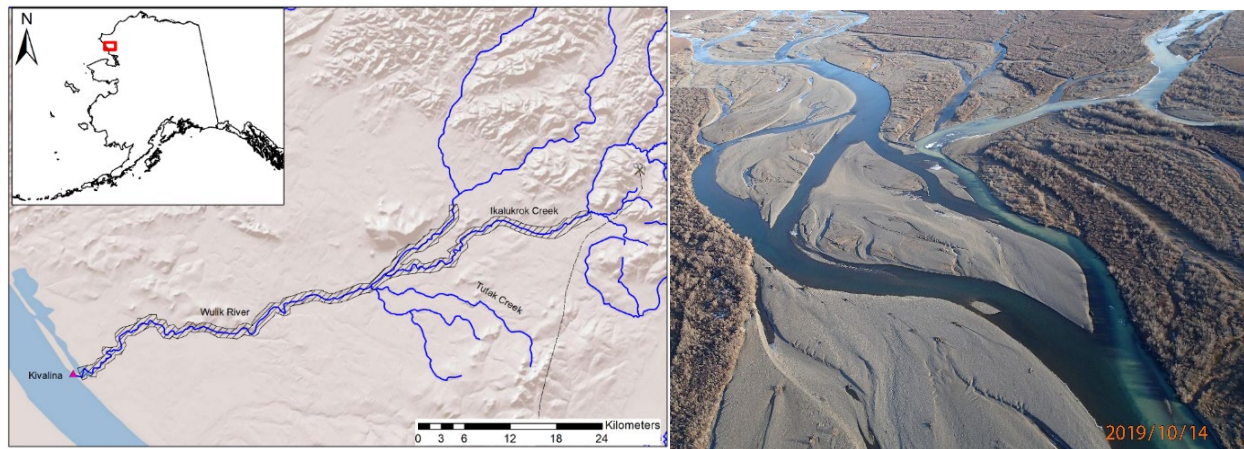 N
Ikalukrok Creek
Wulik River
Tutak Creek
Kivalina
Kilometers
0 3 6 12 18 24
2019/10/14